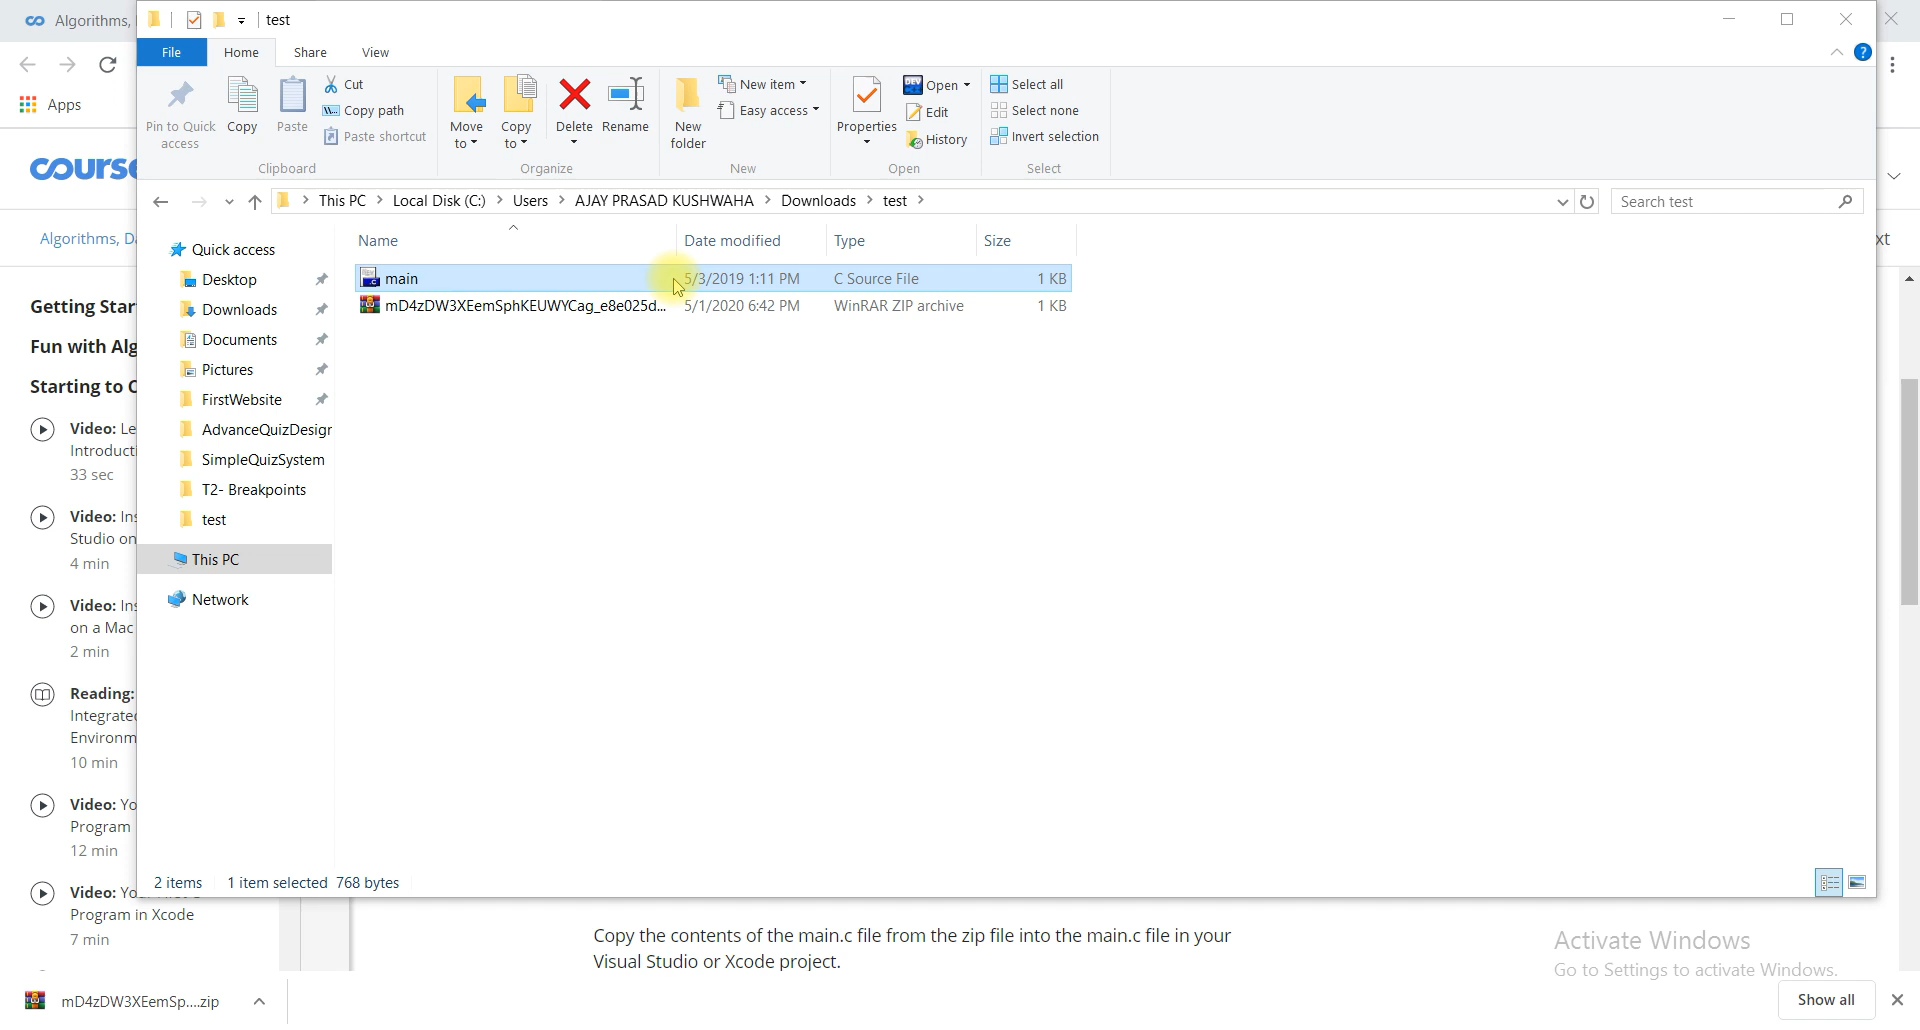 Algorithms,
test
File
Home
Share
View
Apps
Pin to Quick
access
Copy
Paste
Cut
Copy path
Paste shortcut
Clipboard
Move
to
Copy
to
Delete
Rename
Organize
New
folder
New item
Easy access
New
Properties
Open
Edit
History
Open
Select all
Select none
Invert selection
Select
This PC
Local Disk (C:)
Users
AJAY PRASAD KUSHWAHA
Downloads
test
Search test
Algorithms, Da
xt
Name
Date modified
Type
Size
main
5/3/2019 1:11 PM
C Source File
1 KB
mD4zDW3XEemSphKEUWYCag_e8e025d...
5/1/2020 6:42 PM
WinRAR ZIP archive
1 KB
Quick access
Desktop
Downloads
Documents
Pictures
FirstWebsite
AdvanceQuizDesigr
SimpleQuizSystem
T2- Breakpoints
test
This PC
Network
Getting Star
Fun with Alg
Starting to C
Video: Le
Introducti
33 sec
Video: Ins
Studio on
4 min
Video: Ins
on a Mac
2 min
Reading:
Integrated
Environm
10 min
Video: Yo
Program
12 min
Video: Yo
Program in Xcode
7 min
2 items
1 item selected 768 bytes
Copy the contents of the main.c file from the zip file into the main.c file in your
Visual Studio or Xcode project.
Activate Windows
Go to Settings to activate Windows.
mD4zDW3XEemSp....zip
Show all